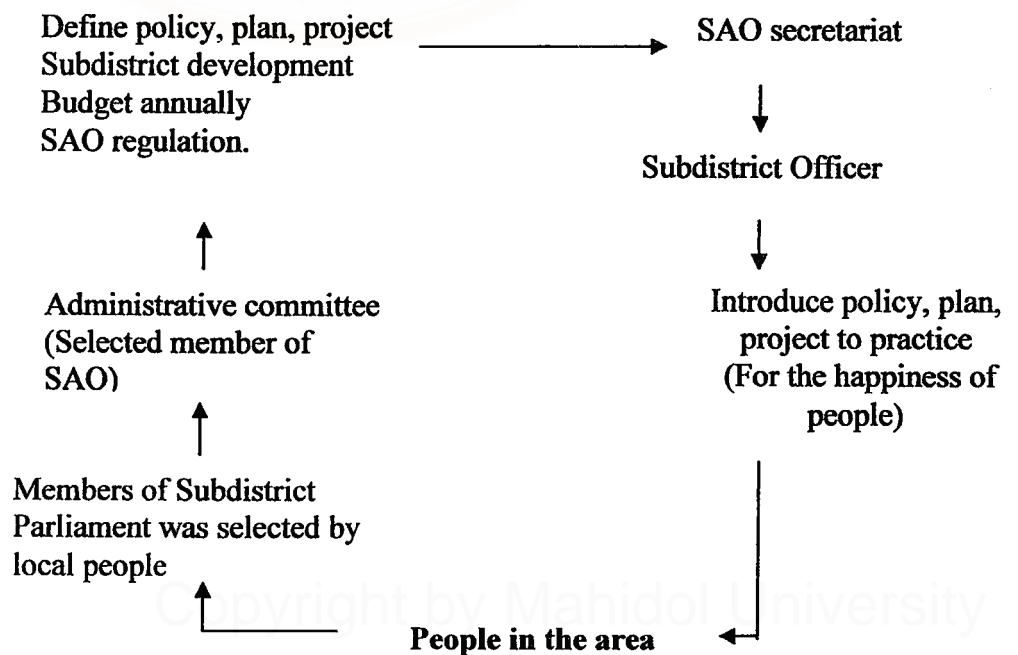 Define policy, plan, project
Subdistrict development
Budget annually
SAO regulation.
SAO secretariat
Subdistrict Officer
Administrative committee
(Selected member of
SAO)
Introduce policy, plan,
project to practice
(For the happiness of
people)
Members of Subdistrict
Parliament was selected by
local people
Copyright by Mahidol University
People in the area